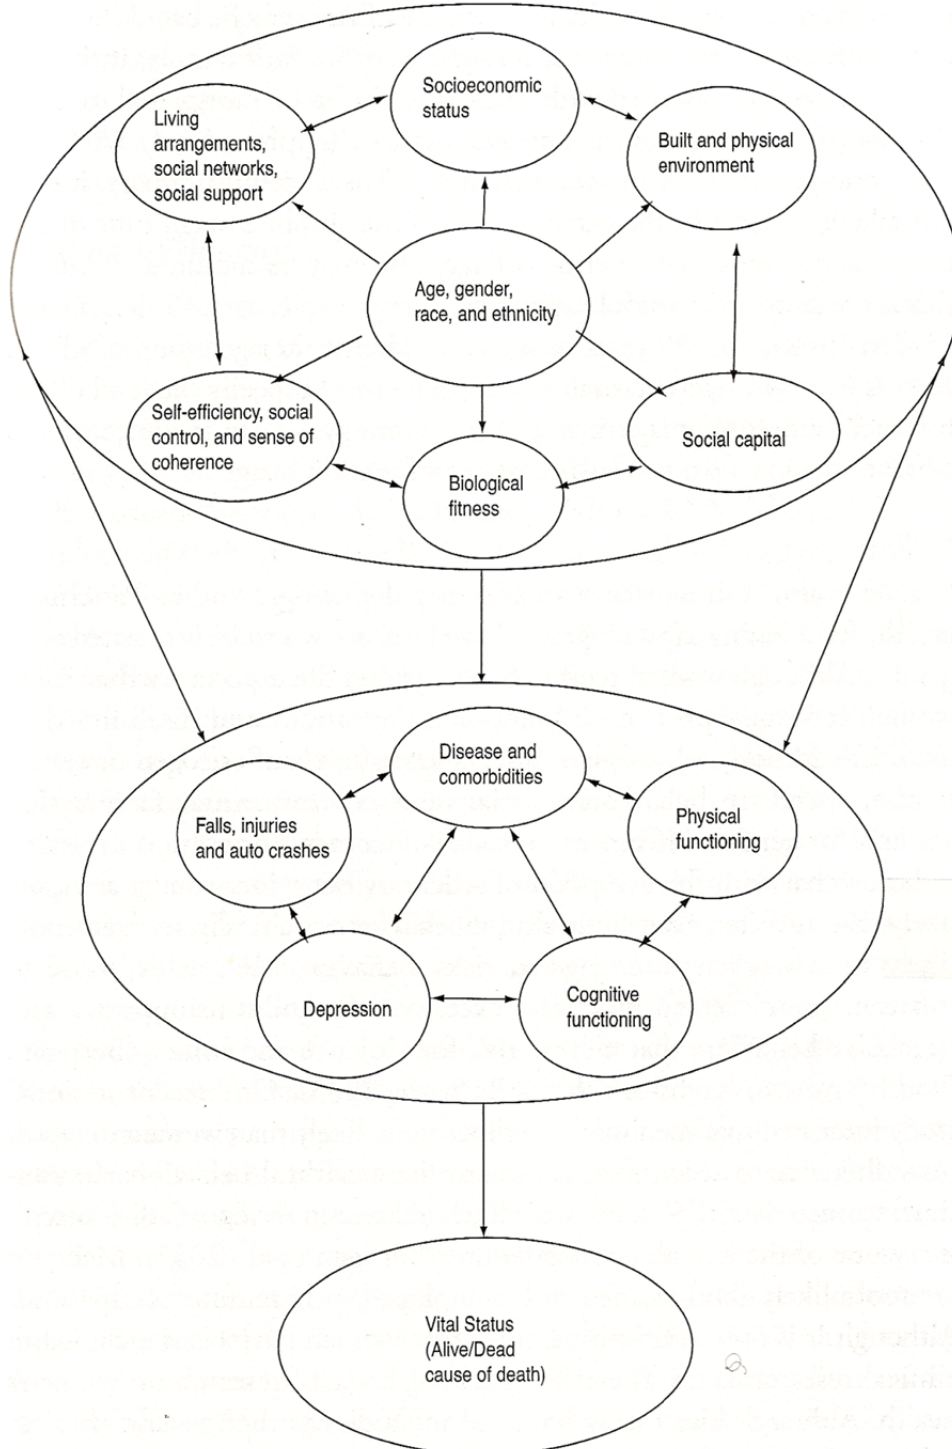 Socioeconomic
status
Living
arrangements,
social networks,
social support
Built and physical
environment
Age, gender,
race, and ethnicity
Self-efficiency, social
control, and sense of
coherence
Social capital
Biological
fitness
Disease and
comorbidities
Falls, injuries
and auto crashes
Physical
functioning
Depression
Cognitive
functioning
Vital Status
(Alive/Dead
cause of death)